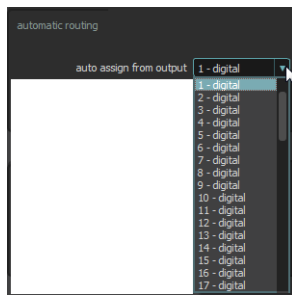 automatic routing
auto assign from output 1 - digital
1 - digital
2 - digital
3 - digital
4 - digital
5 - digital
6 - digital
7 - digital
8 - digital
9 - digital
10 - digital
11 - digital
12 - digital
13 - digital
14 - digital
15 - digital
16 - digital
17 - digital